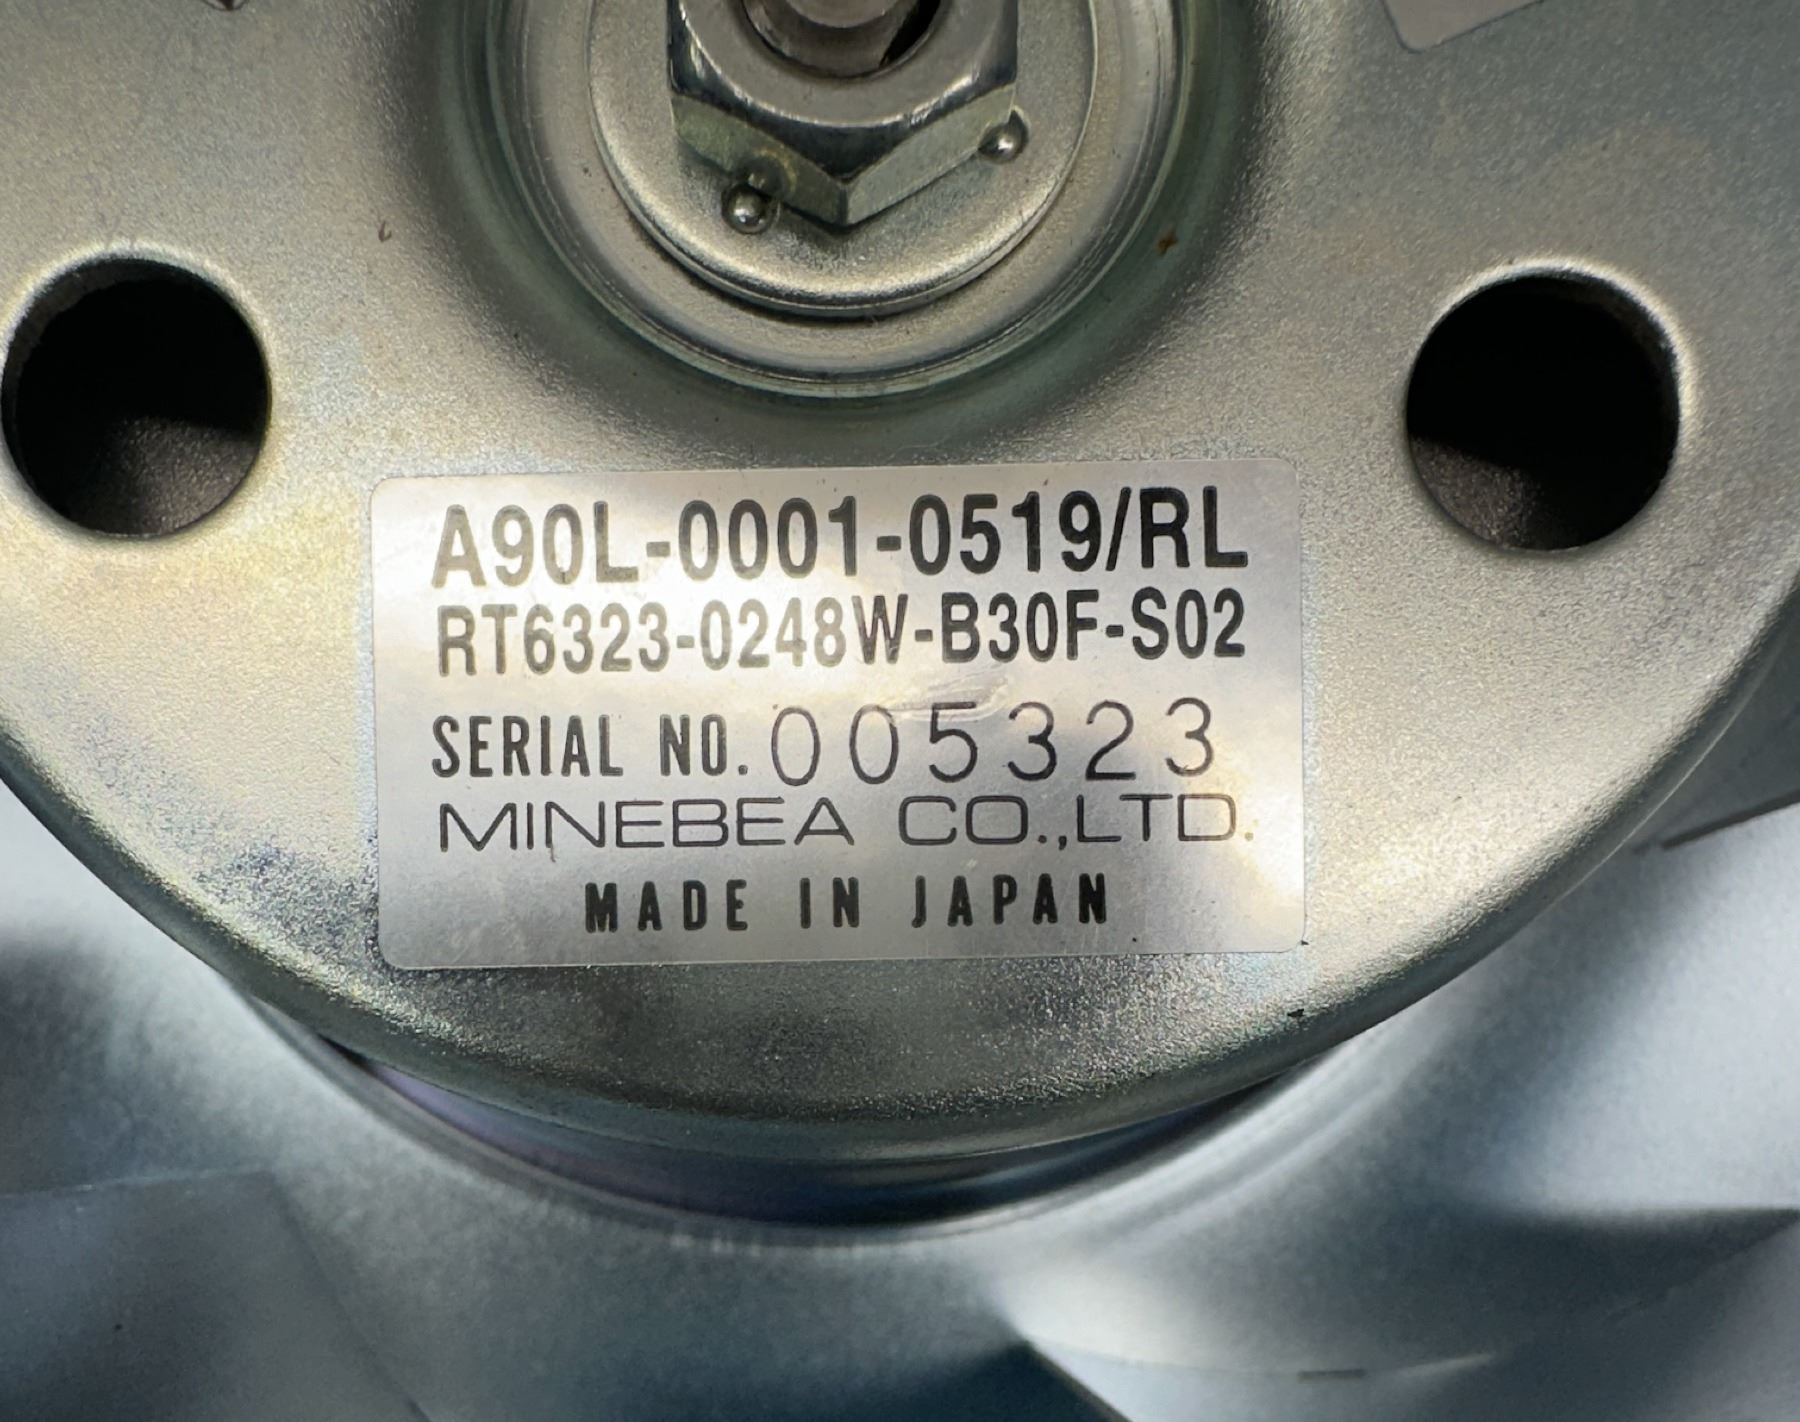 A90L-0001-0519/RL
RT6323-0248W-B30F-S02
SERIAL NO. 005323
MINEBEA CO.,LTD.
MADE IN JAPAN